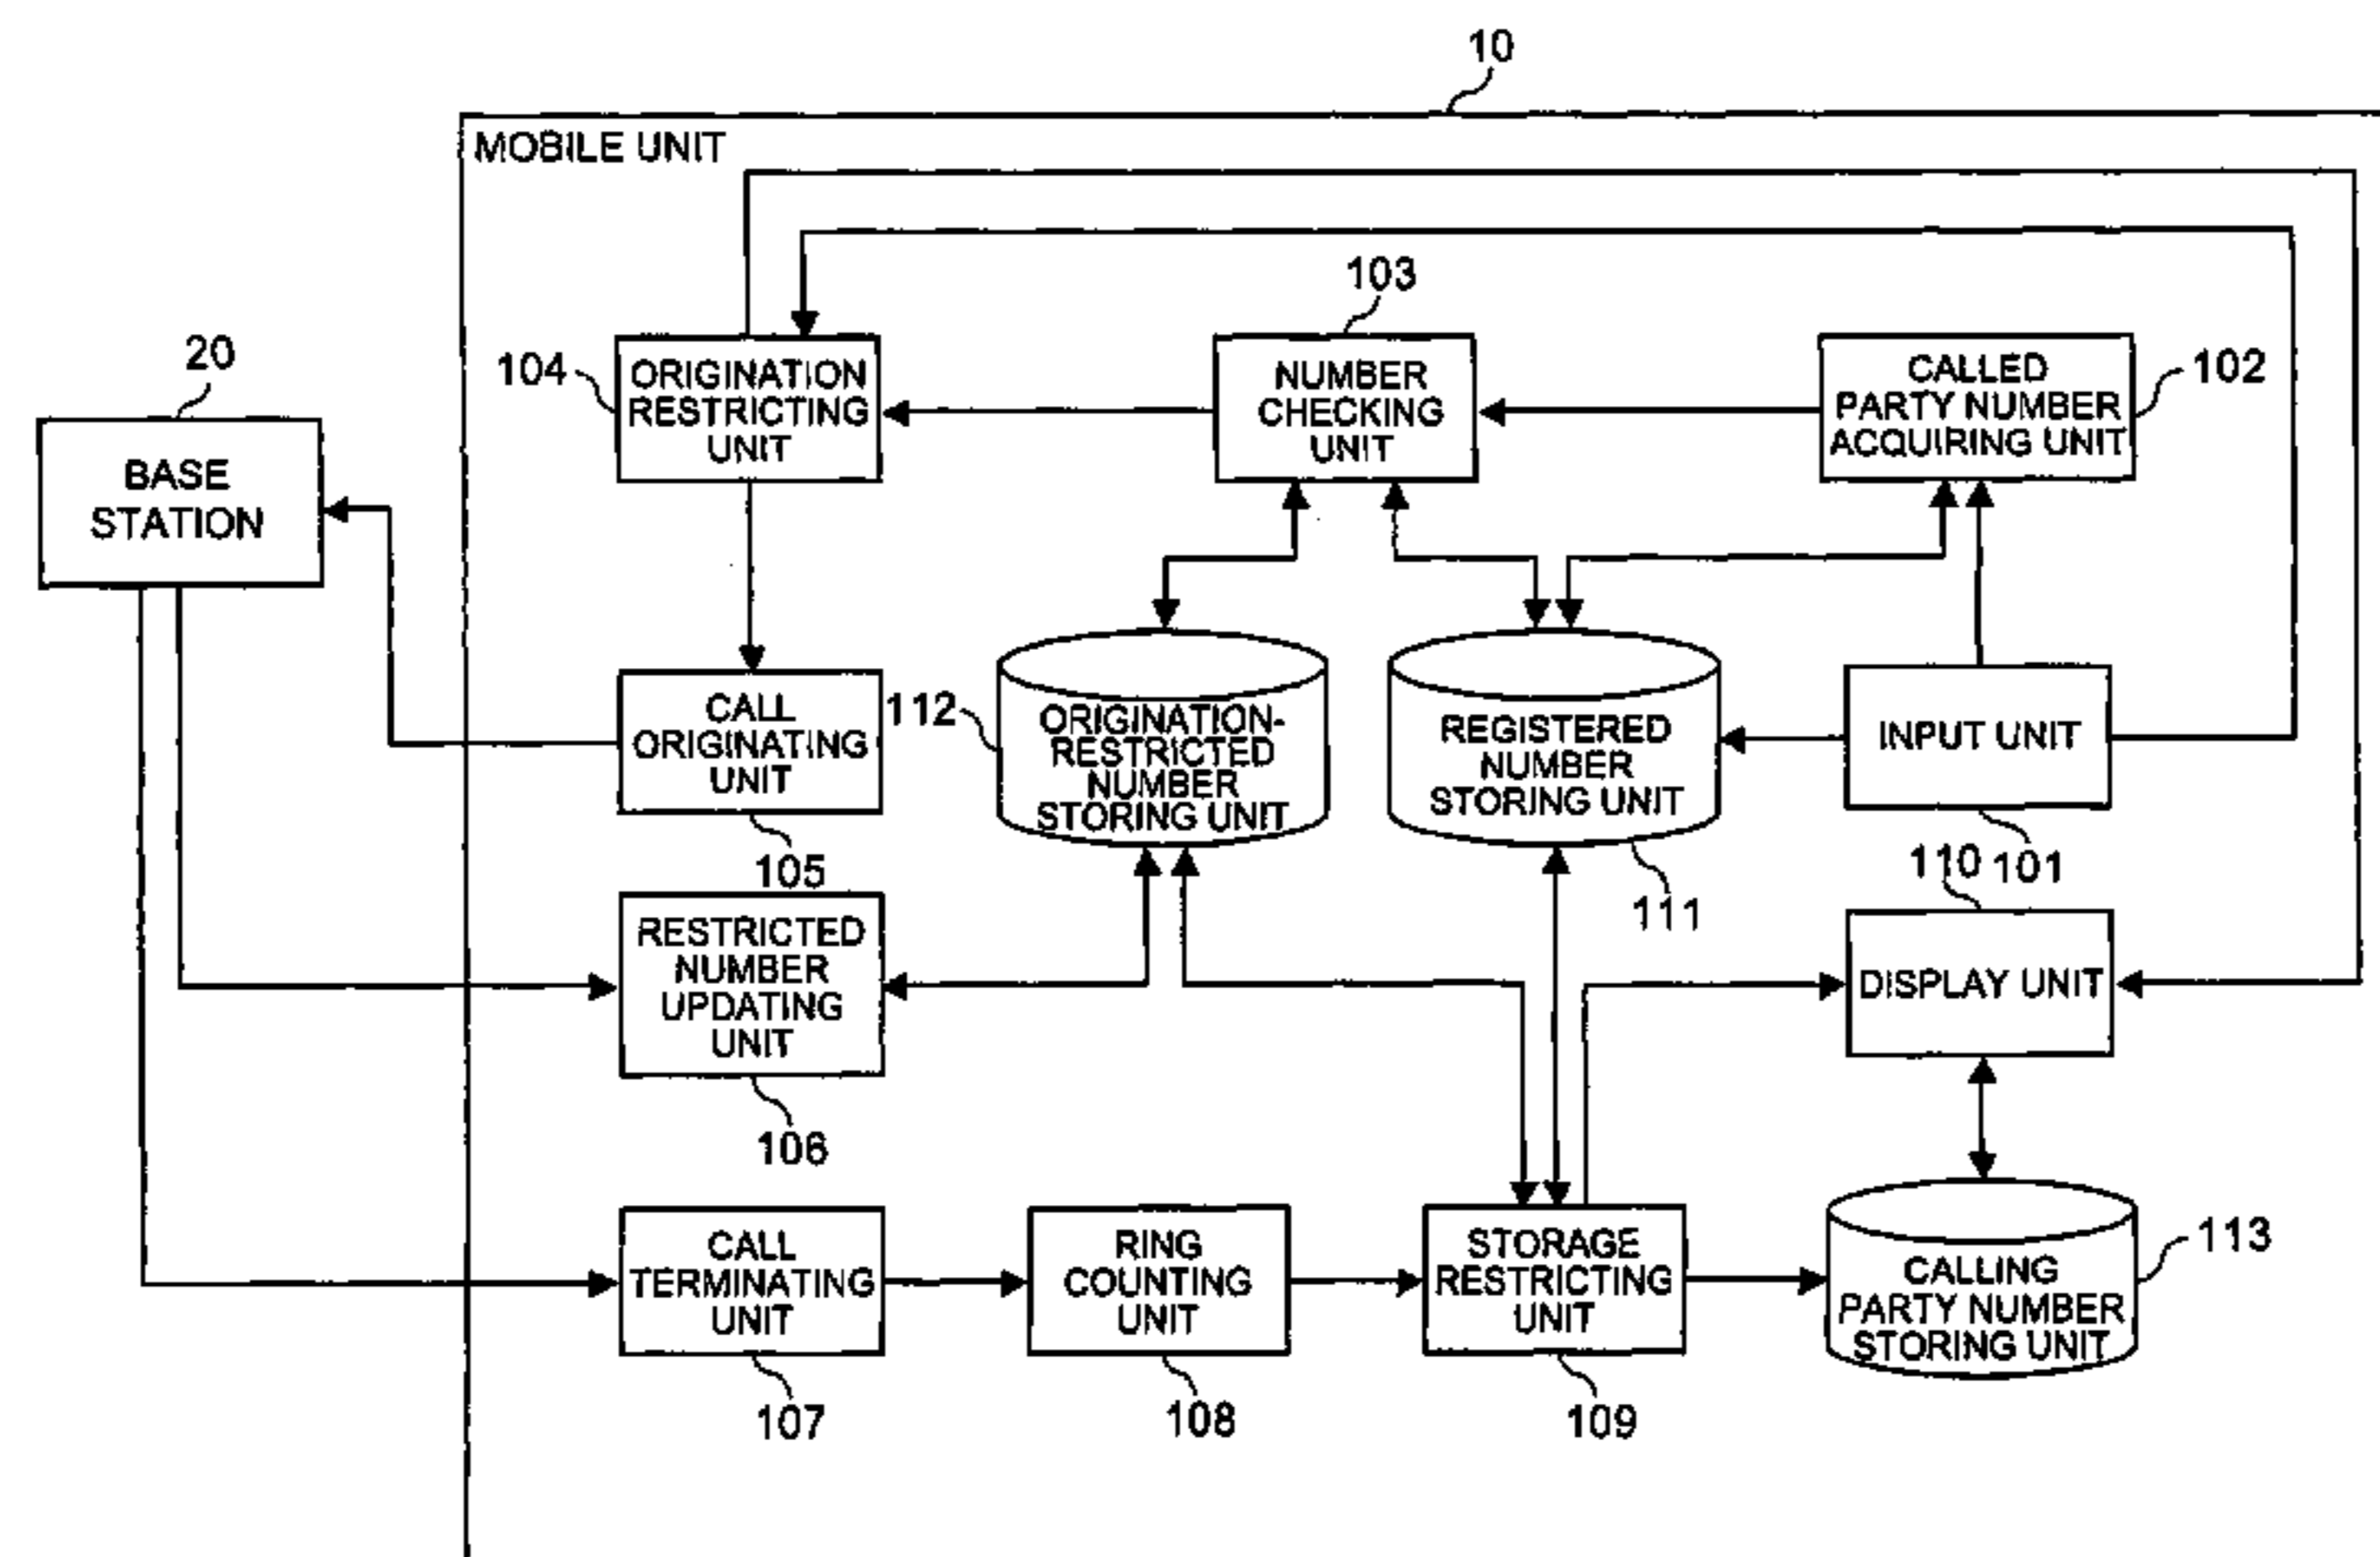 10
MOBILE UNIT
103
20
104
ORIGINATION
RESTRICTING
UNIT
NUMBER
CHECKING
UNIT
CALLED
PARTY NUMBER
ACQUIRING UNIT
102
BASE
STATION
CALL
ORIGINATING
UNIT
105
112
ORIGINATION-
RESTRICTED
NUMBER
STORING UNIT
REGISTERED
NUMBER
STORING UNIT
111
INPUT UNIT
101
110
RESTRICTED
NUMBER
UPDATING
UNIT
106
DISPLAY UNIT
CALL
TERMINATING
UNIT
107
RING
COUNTING
UNIT
108
STORAGE
RESTRICTING
UNIT
109
CALLING
PARTY NUMBER
STORING UNIT
113